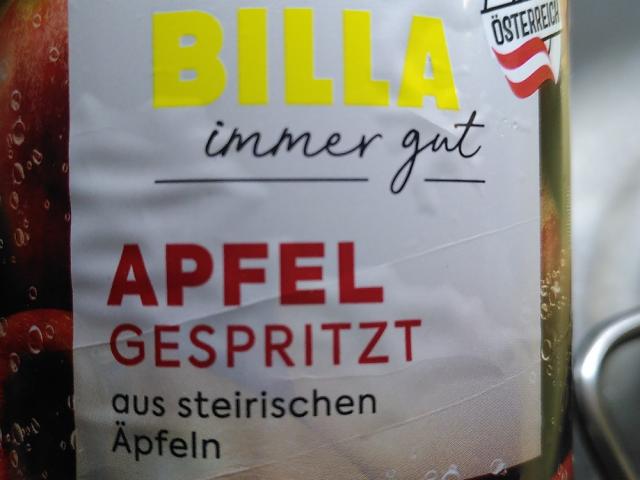 BILLA
ÖSTERREICH
immer gut
APFEL
GESPRITZT
aus steirischen
Äpfeln